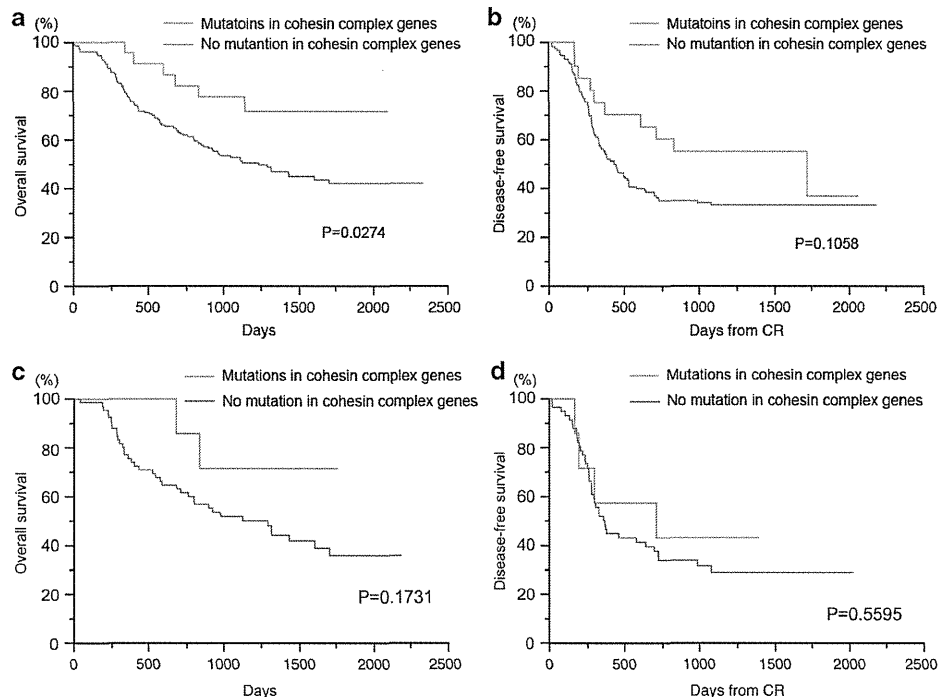 a
(%)
Mutatoins in cohesin complex genes
No mutantion in cohesin complex genes
100
80
60
40
20
0
Overall survival
P=0.0274
0 500 1000 1500 2000 2500
Days
b
(%)
Mutatoins in cohesin complex genes
No mutantion in cohesin complex genes
100
80
60
40
20
0
Disease-free survival
P=0.1058
0 500 1000 1500 2000 2500
Days from CR
c
(%)
Mutations in cohesin complex genes
No mutation in cohesin complex genes
100
80
60
40
20
0
Overall survival
P=0.1731
0 500 1000 1500 2000 2500
Days
d
(%)
Mutations in cohesin complex genes
No mutation in cohesin complex genes
100
80
60
40
20
0
Disease-free survival
P=0.5595
0 500 1000 1500 2000 2500
Days from CR